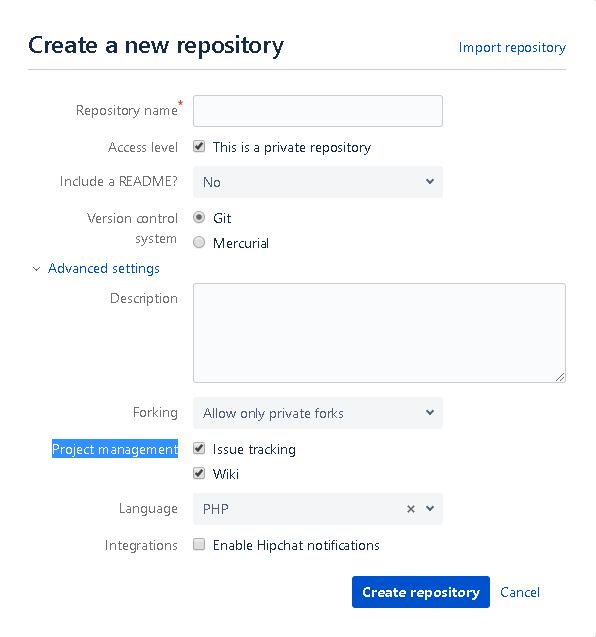 Create a new repository
Import repository
Repository name*
Access level
This is a private repository
Include a README?
No
Version control
system
Git
Mercurial
Advanced settings
Description
Forking
Allow only private forks
Project management
Issue tracking
Wiki
Language
PHP
Integrations
Enable Hipchat notifications
Create repository
Cancel